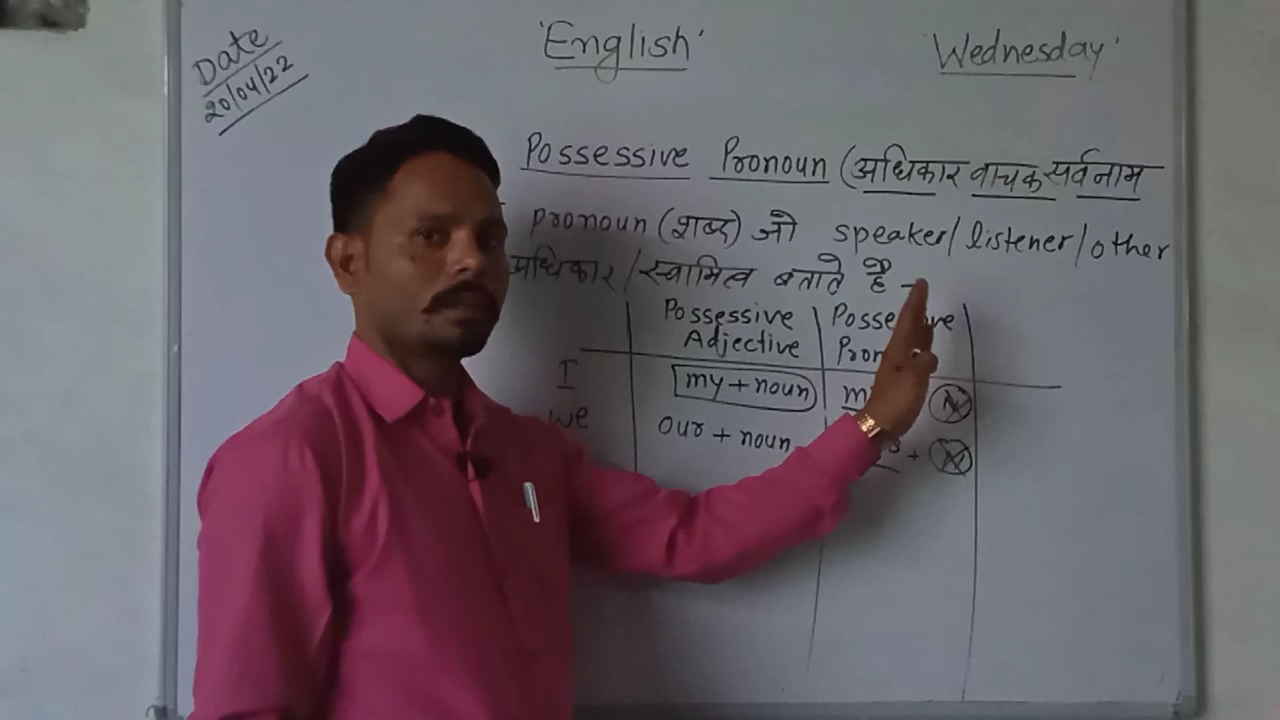 Date
20/04/22
'English'
'Wednesday'
Possessive Pronoun (अधिकार वाचक सर्वनाम
pronoun (शब्द) जो speaker/listener/other
अधिकार/स्वामित्व बताते है -
Possessive Adjective
I my + noun
We our + noun +